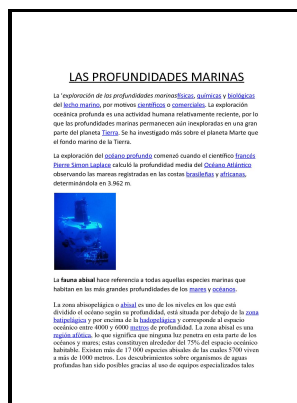 LAS PROFUNDIDADES MARINAS
La 'exploración de las profundidades marinasfísicas, químicas y biológicas
del lecho marino, por motivos científicos o comerciales. La exploración
oceánica profunda es una actividad humana relativamente reciente, por lo
que las profundidades marinas permanecen aún inexploradas en una gran
parte del planeta Tierra. Se ha investigado más sobre el planeta Marte que
el fondo marino de la Tierra.
La exploración del océano profundo comenzó cuando el científico francés
Pierre Simon Laplace calculó la profundidad media del Océano Atlántico
observando las mareas registradas en las costas brasileñas y africanas,
determinándola en 3.962 m.
La fauna abisal hace referencia a todas aquellas especies marinas que
habitan en las más grandes profundidades de los mares y océanos.
La zona abisopelágica o abisal es uno de los niveles en los que está
dividido el océano según su profundidad, está situada por debajo de la zona
batipelágica y por encima de la hadopelágica y corresponde al espacio
oceánico entre 4000 y 6000 metros de profundidad. La zona abisal es una
región afótica, lo que significa que ninguna luz penetra en esta parte de los
océanos y mares; estas constituyen alrededor del 75% del espacio oceánico
habitable. Existen más de 17 000 especies abisales de las cuales 5700 viven
a más de 1000 metros. Los descubrimientos sobre organismos de aguas
profundas han sido posibles gracias al uso de equipos especializados tales